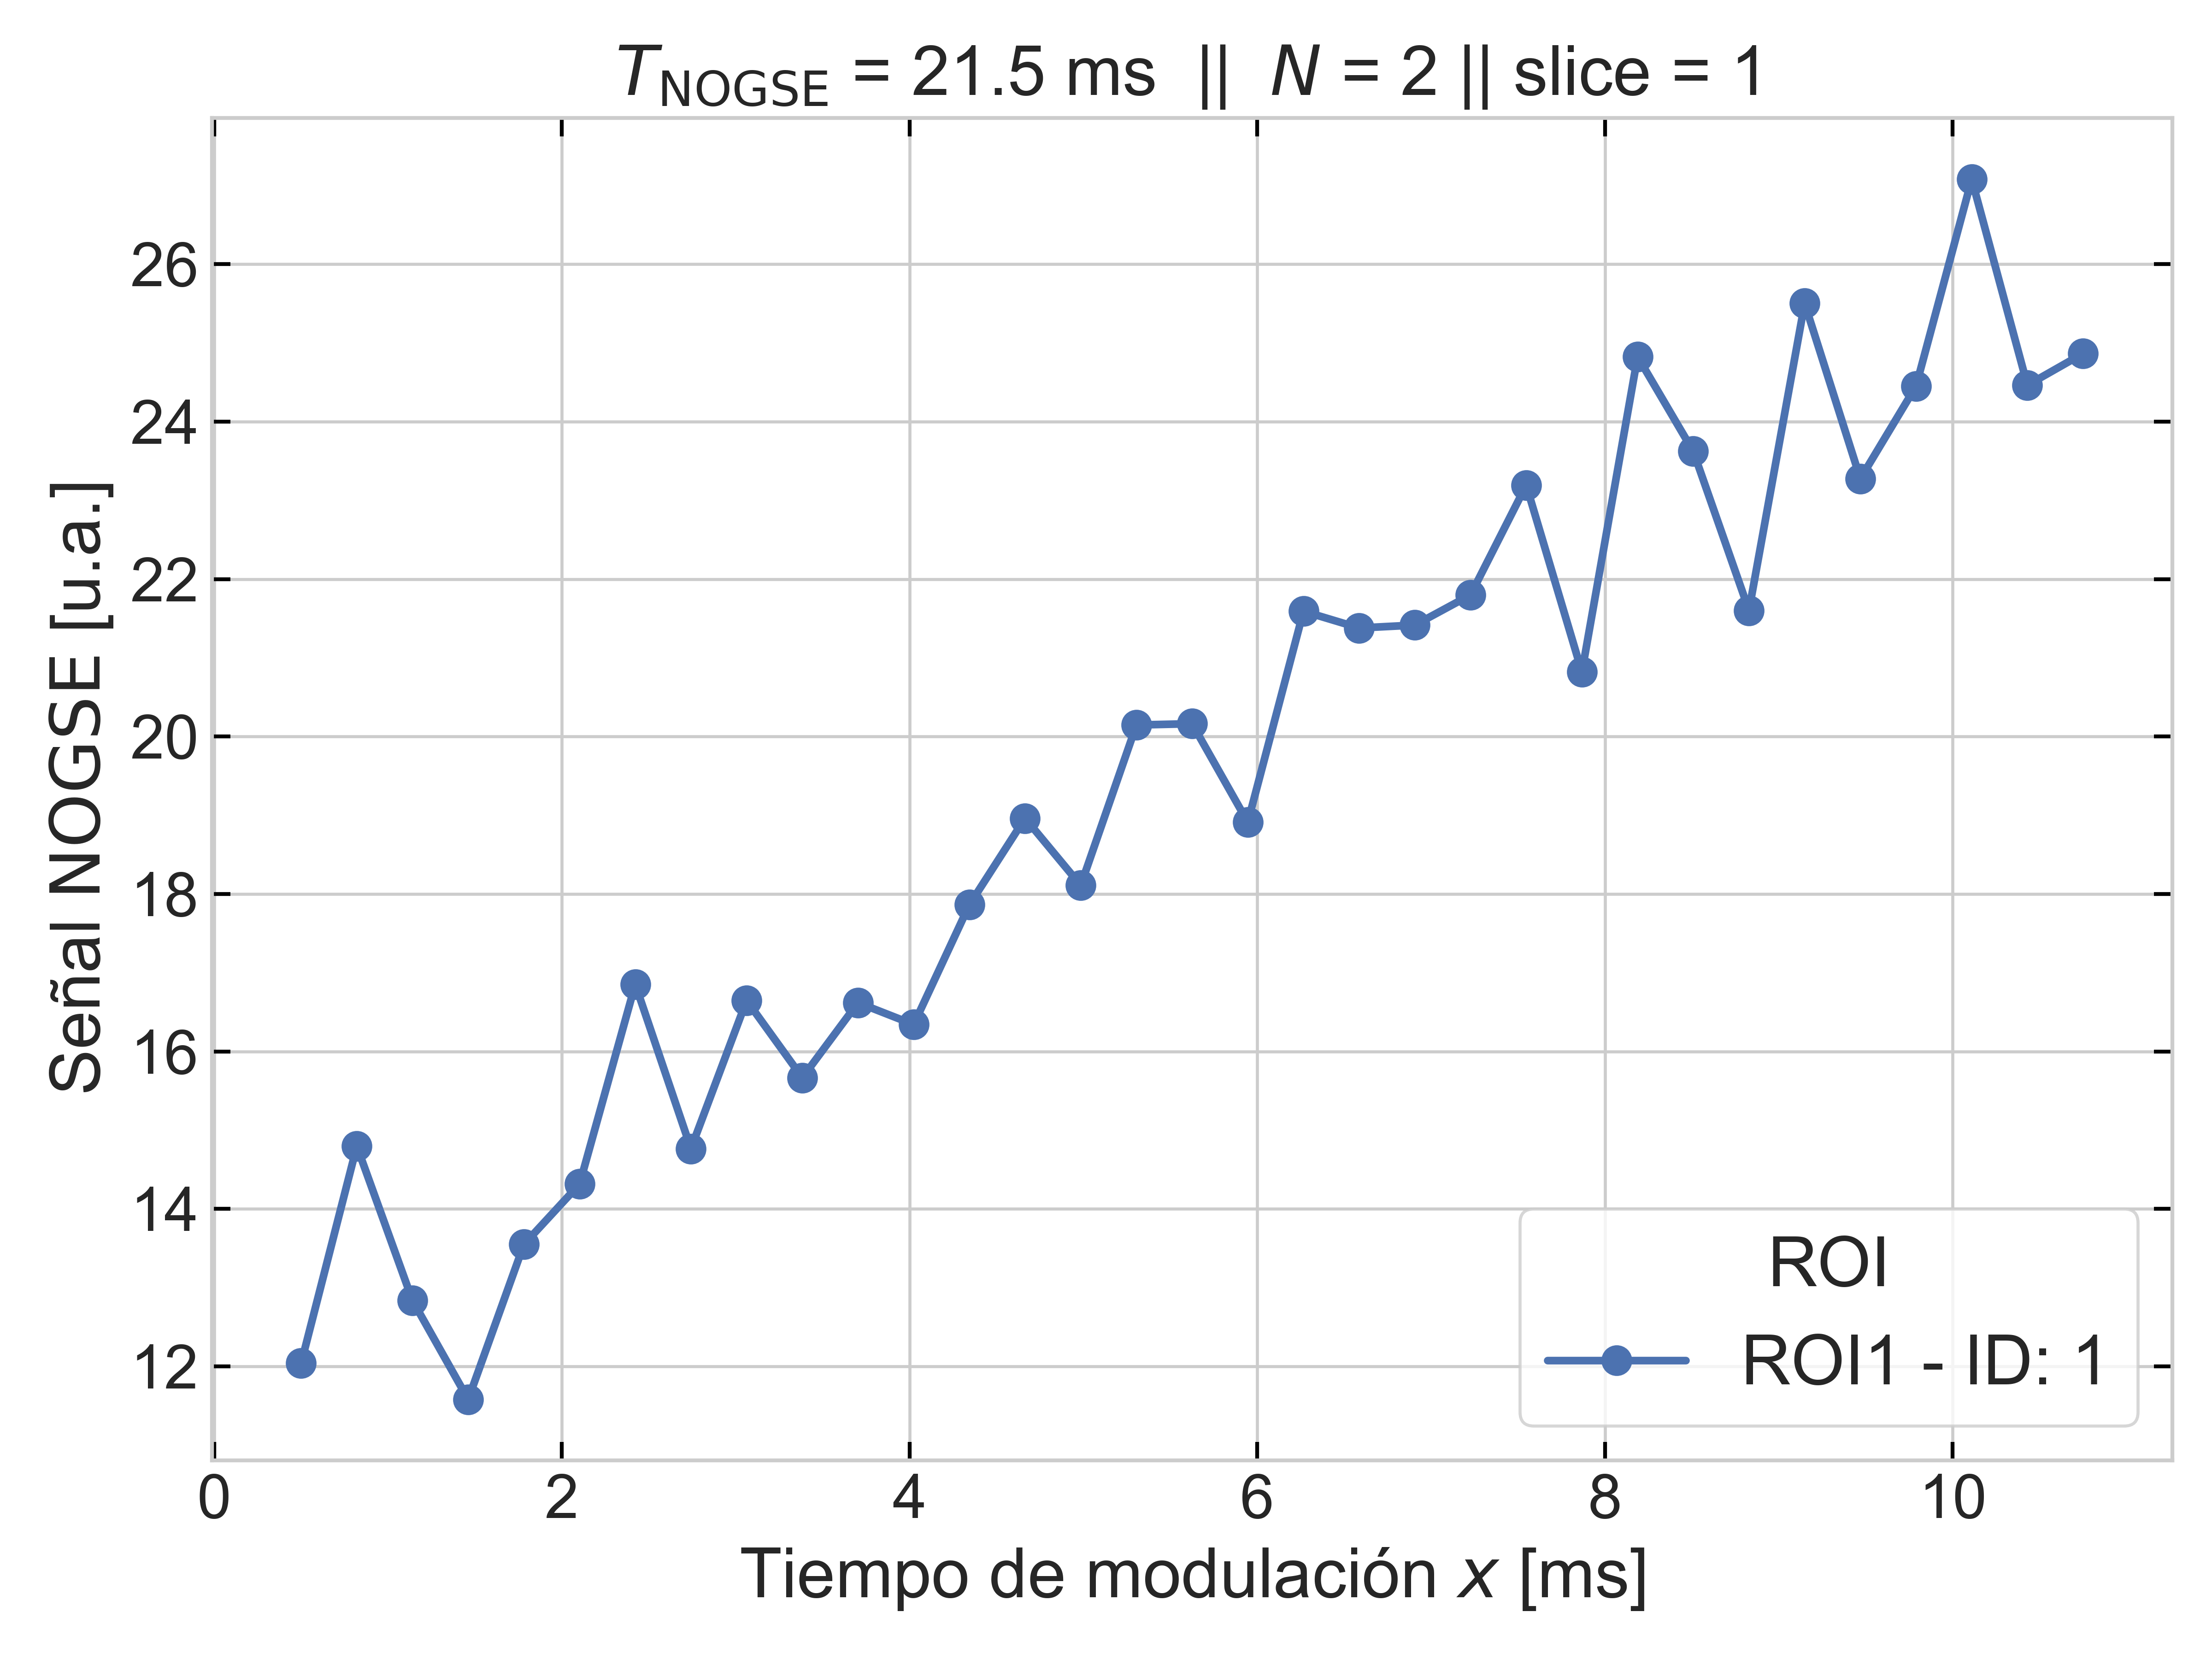 T_NOGSE = 21.5 ms || N = 2 || slice = 1
Señal NOGSE [u.a.]
26
24
22
20
18
16
14
12
ROI
ROI1 - ID: 1
0 2 4 6 8 10
Tiempo de modulación x [ms]